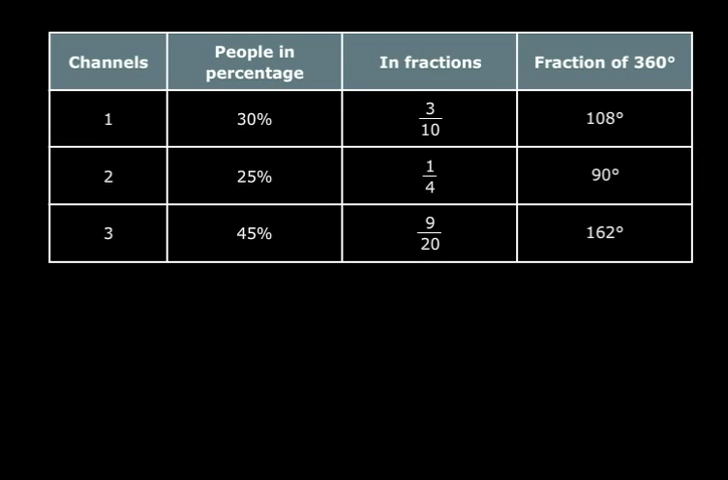 Channels People in percentage In fractions Fraction of 360°
1 30% 3/10 108°
2 25% 1/4 90°
3 45% 9/20 162°